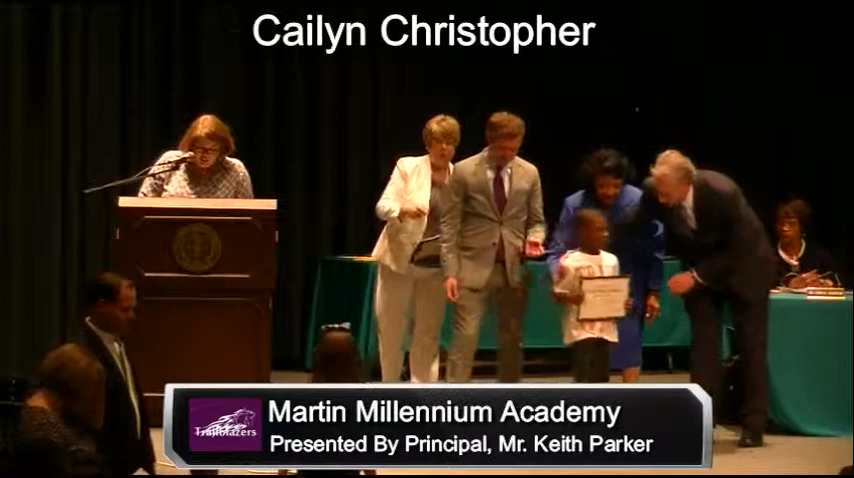 Cailyn Christopher
Trailblazers
Martin Millennium Academy
Presented By Principal, Mr. Keith Parker